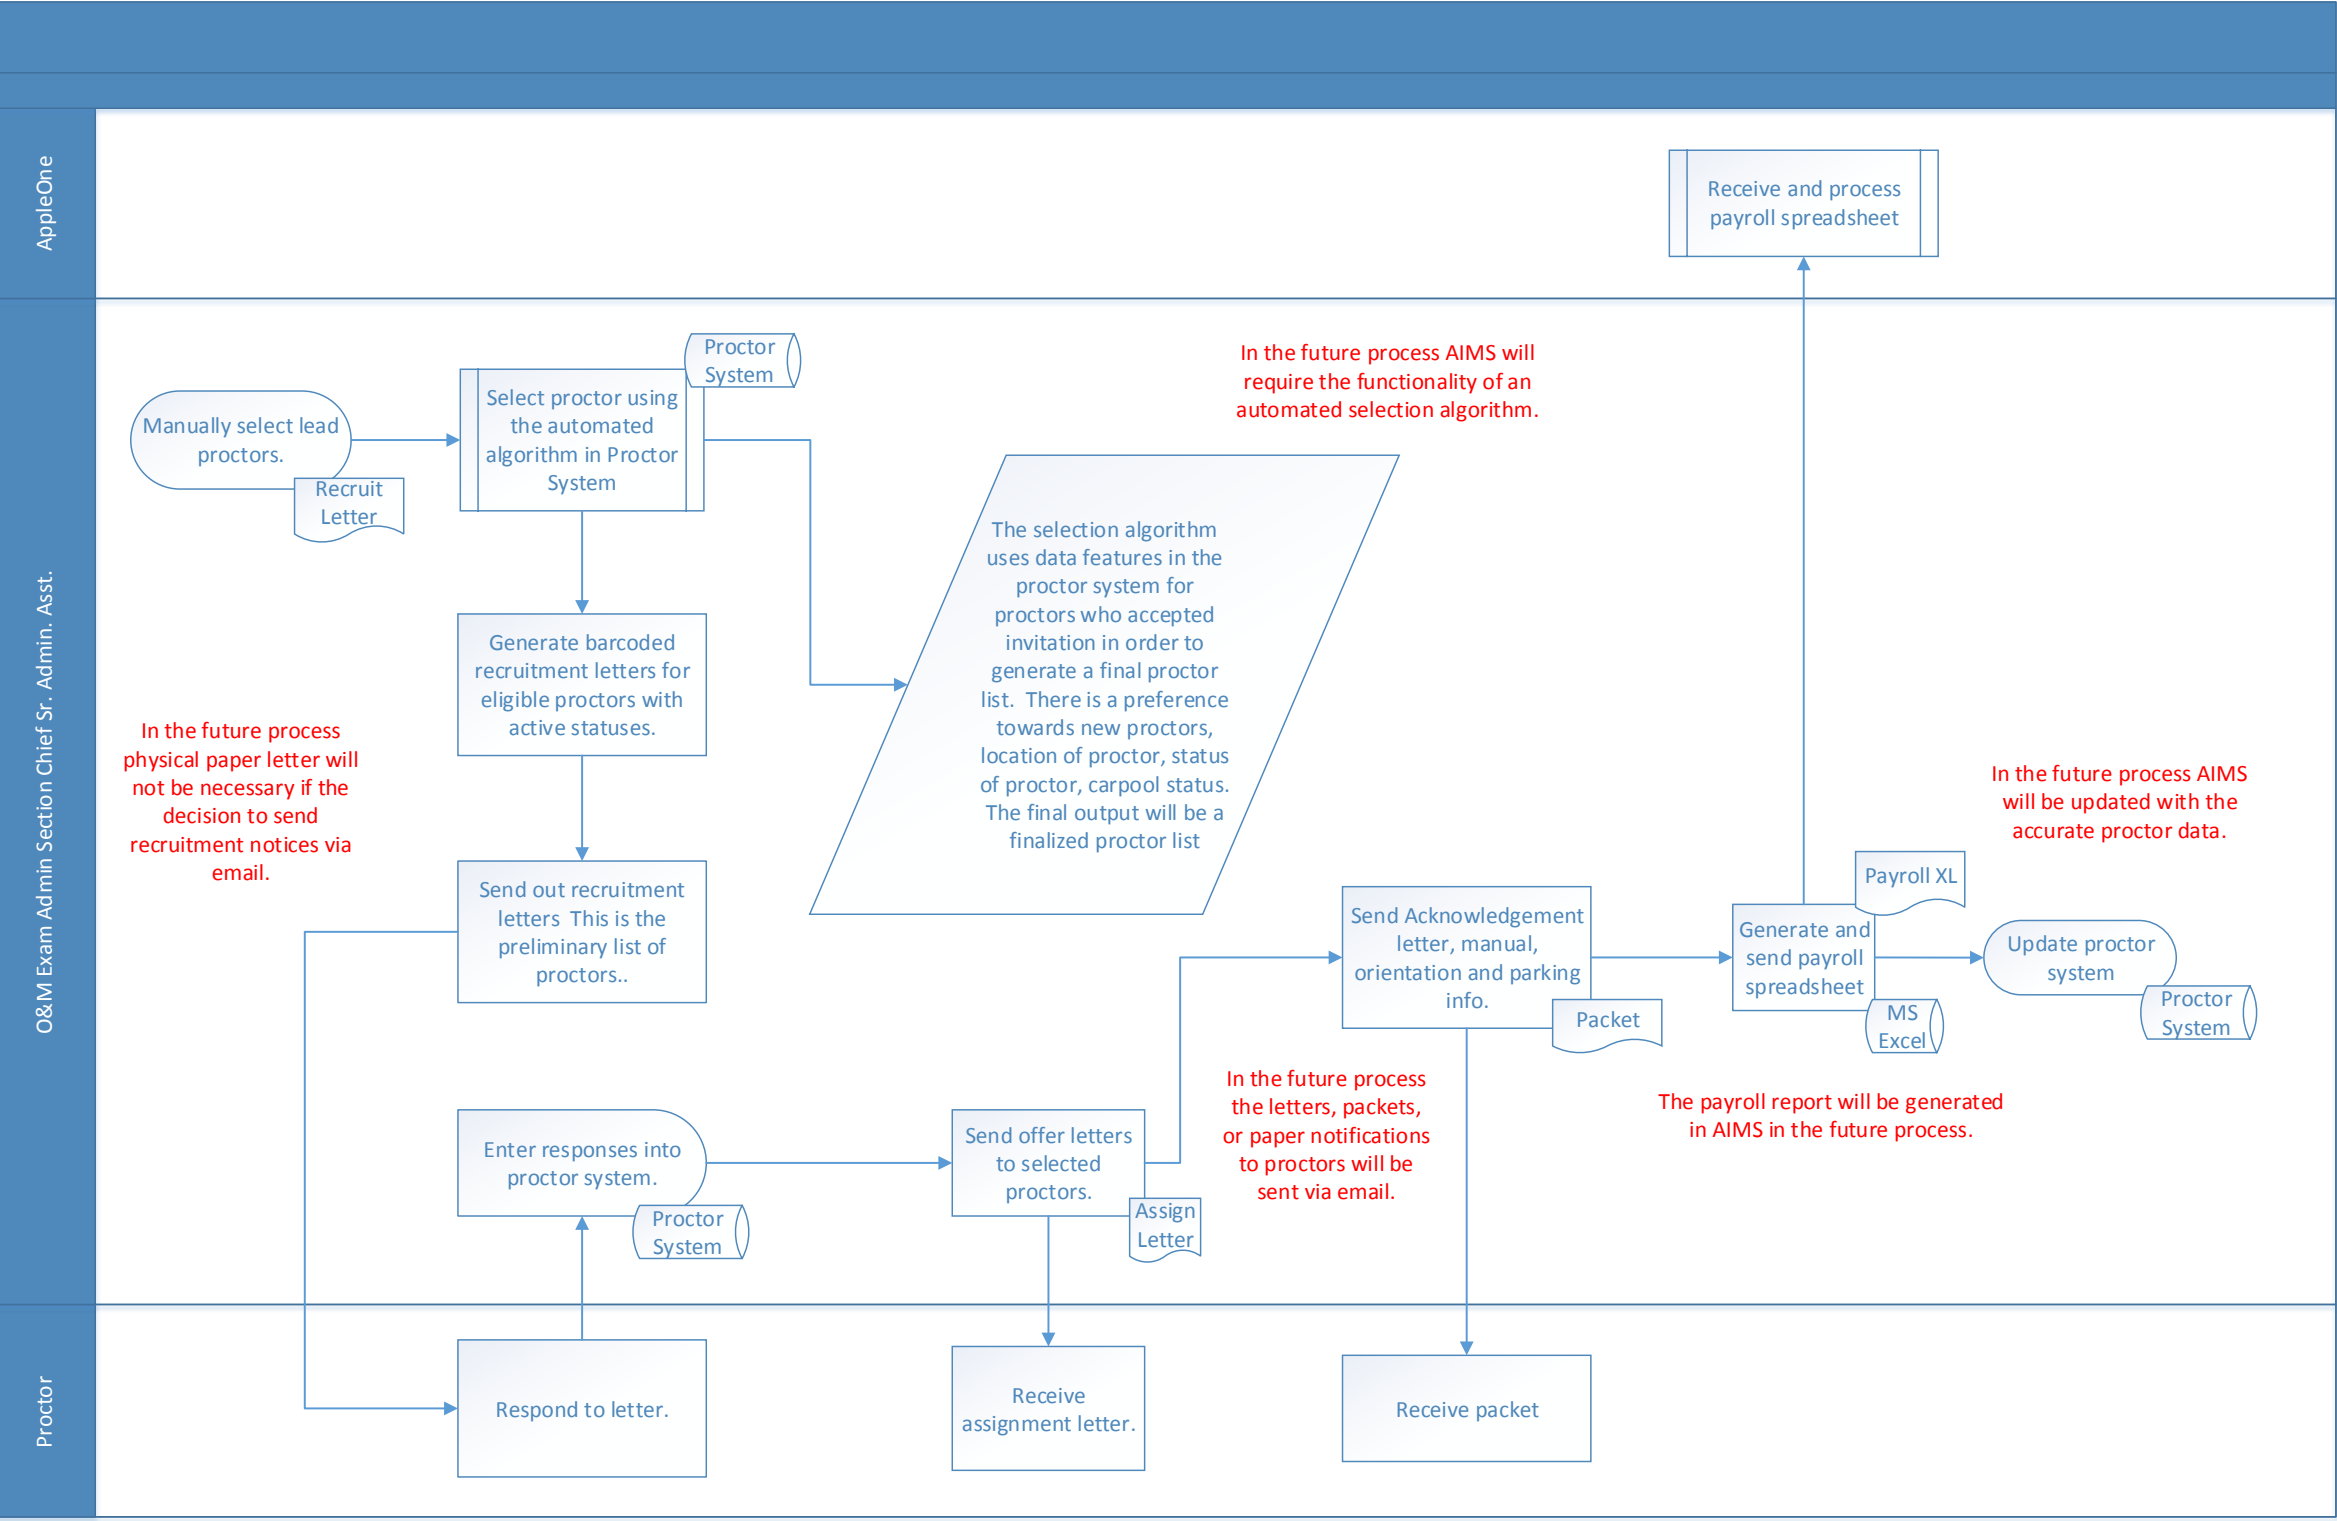 AppleOne
Receive and process
payroll spreadsheet
O&M Exam Admin Section Chief Sr. Admin. Asst.
Manually select lead
proctors.
Recruit
Letter
Select proctor using
the automated
algorithm in Proctor
System
Proctor
System
In the future process AIMS will
require the functionality of an
automated selection algorithm.
The selection algorithm
uses data features in the
proctor system for
proctors who accepted
invitation in order to
generate a final proctor
list.  There is a preference
towards new proctors,
location of proctor, status
of proctor, carpool status.
The final output will be a
finalized proctor list
Generate barcoded
recruitment letters for
eligible proctors with
active statuses.
In the future process
physical paper letter will
not be necessary if the
decision to send
recruitment notices via
email.
Send out recruitment
letters  This is the
preliminary list of
proctors..
In the future process AIMS
will be updated with the
accurate proctor data.
Send Acknowledgement
letter, manual,
orientation and parking
info.
Packet
Payroll XL
Generate and
send payroll
spreadsheet
MS
Excel
Update proctor
system
Proctor
System
In the future process
the letters, packets,
or paper notifications
to proctors will be
sent via email.
The payroll report will be generated
in AIMS in the future process.
Enter responses into
proctor system.
Proctor
System
Send offer letters
to selected
proctors.
Assign
Letter
Proctor
Respond to letter.
Receive
assignment letter.
Receive packet